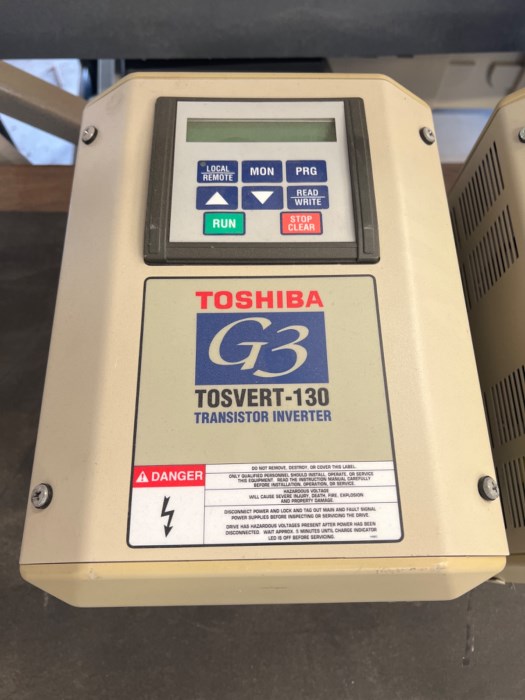 LOCAL
REMOTE
MON
PRG
READ
WRITE
RUN
STOP
CLEAR
TOSHIBA
G3
TOSVERT-130
TRANSISTOR INVERTER
DANGER
DO NOT REMOVE, DESTROY, OR COVER THIS LABEL.
ONLY QUALIFIED PERSONNEL SHOULD INSTALL, OPERATE, OR SERVICE
THIS EQUIPMENT. READ THE INSTRUCTION MANUAL CAREFULLY
BEFORE INSTALLATION, OPERATION, OR SERVICE.
HAZARDOUS VOLTAGE
WILL CAUSE SEVERE INJURY, DEATH, FIRE, EXPLOSION
AND PROPERTY DAMAGE.
DISCONNECT POWER AND LOCK AND TAG OUT MAIN AND FAULT SIGNAL
POWER SUPPLIES BEFORE INSPECTING OR SERVICING THE DRIVE.
DRIVE HAS HAZARDOUS VOLTAGES PRESENT AFTER POWER HAS BEEN
DISCONNECTED. WAIT APPROX. 5 MINUTES UNTIL CHARGE INDICATOR
LED IS OFF BEFORE SERVICING.